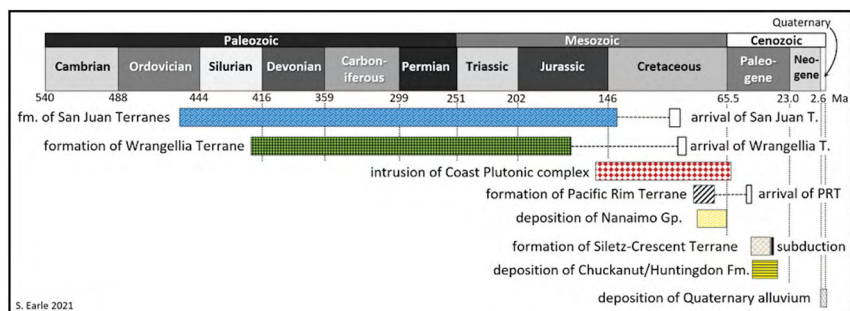 Quaternary
Paleozoic Mesozoic Cenozoic
Cambrian Ordovician Silurian Devonian Carbon-iferous Permian Triassic Jurassic Cretaceous Paleo-gene Neo-gene
540 488 444 416 359 299 251 202 146 65.5 23.0 2.6 Ma
fm. of San Juan Terranes arrival of San Juan T.
formation of Wrangellia Terrane arrival of Wrangellia T.
intrusion of Coast Plutonic complex
formation of Pacific Rim Terrane arrival of PRT
deposition of Nanaimo Gp.
formation of Siletz-Crescent Terrane subduction
deposition of Chuckanut/Huntingdon Fm.
deposition of Quaternary alluvium
S. Earle 2021